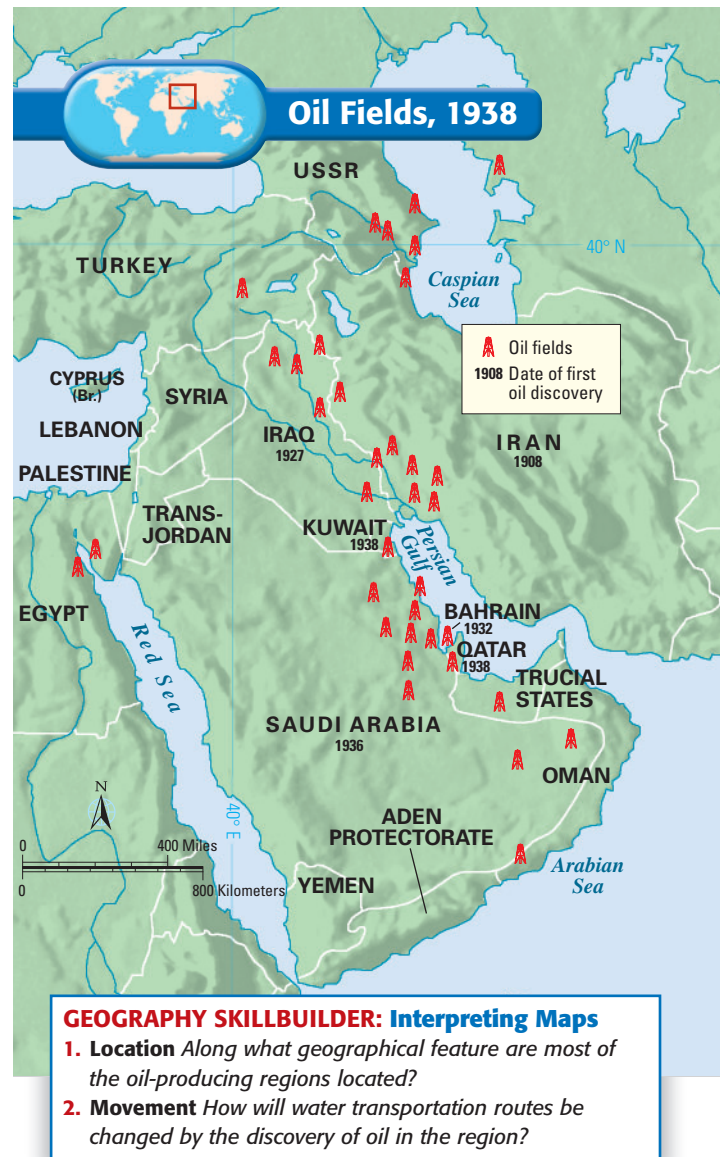 Oil Fields, 1938
USSR
40° N
TURKEY
Caspian
Sea
Oil fields
1908 Date of first
oil discovery
CYPRUS
(Br.)
SYRIA
LEBANON
IRAQ
1927
IRAN
1908
PALESTINE
TRANS-
JORDAN
KUWAIT
1938
Persian
Gulf
EGYPT
BAHRAIN
1932
Red Sea
QATAR
1938
TRUCIAL
STATES
SAUDI ARABIA
1936
OMAN
N
40° E
ADEN
PROTECTORATE
0
400 Miles
0
800 Kilometers
YEMEN
Arabian
Sea
GEOGRAPHY SKILLBUILDER: Interpreting Maps
1. Location Along what geographical feature are most of
the oil-producing regions located?
2. Movement How will water transportation routes be
changed by the discovery of oil in the region?